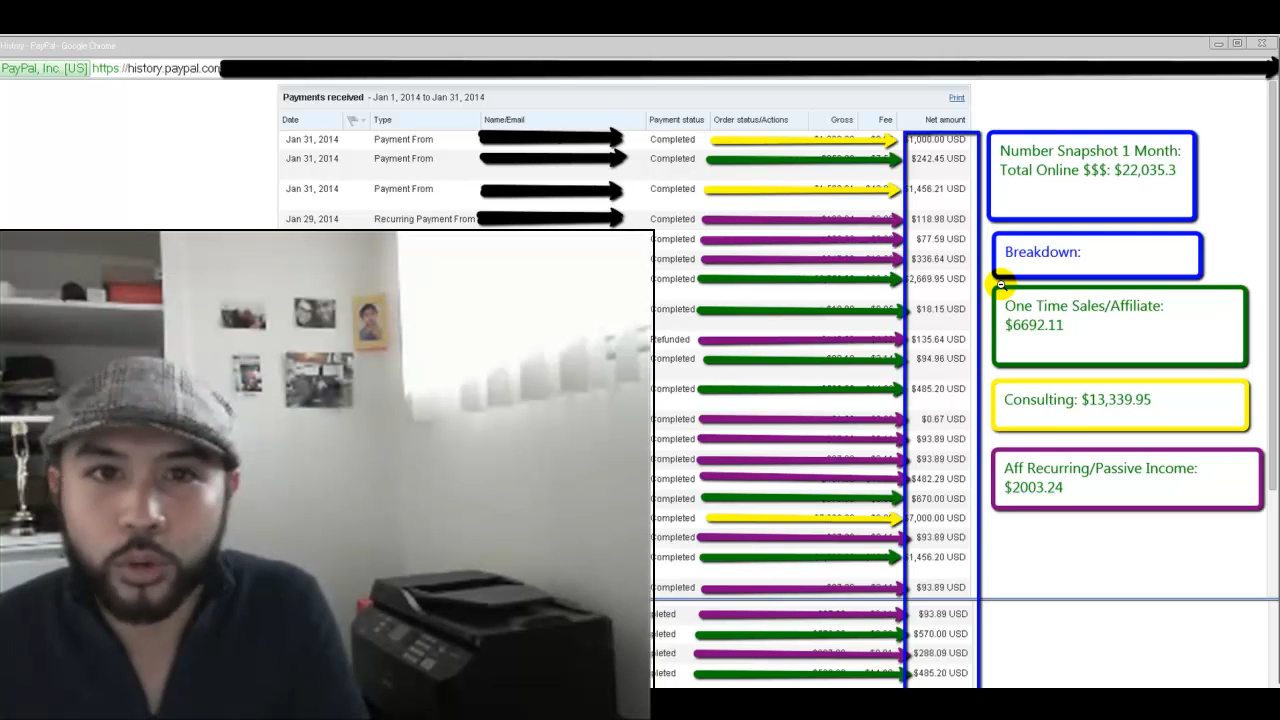 History - PayPal - Google Chrome
PayPal, Inc. [US] https://history.paypal.com
Payments received - Jan 1, 2014 to Jan 31, 2014 Print
Date Type Name/Email Payment status Order status/Actions Gross Fee Net amount
Jan 31, 2014 Payment From Completed $1,000.00 USD
Jan 31, 2014 Payment From Completed $242.45 USD
Jan 31, 2014 Payment From Completed $1,456.21 USD
Jan 29, 2014 Recurring Payment From Completed $118.98 USD
Completed $77.59 USD
Completed $336.64 USD
Completed $2,669.95 USD
Completed $18.15 USD
Refunded $135.64 USD
Completed $94.96 USD
Completed $485.20 USD
Completed $0.67 USD
Completed $93.89 USD
Completed $93.89 USD
Completed $482.29 USD
Completed $670.00 USD
Completed $7,000.00 USD
Completed $93.89 USD
Completed $1,456.20 USD
Completed $93.89 USD
pleted $93.89 USD
pleted $570.00 USD
pleted $288.09 USD
pleted $485.20 USD
Number Snapshot 1 Month:
Total Online $$$: $22,035.3
Breakdown:
One Time Sales/Affiliate:
$6692.11
Consulting: $13,339.95
Aff Recurring/Passive Income:
$2003.24